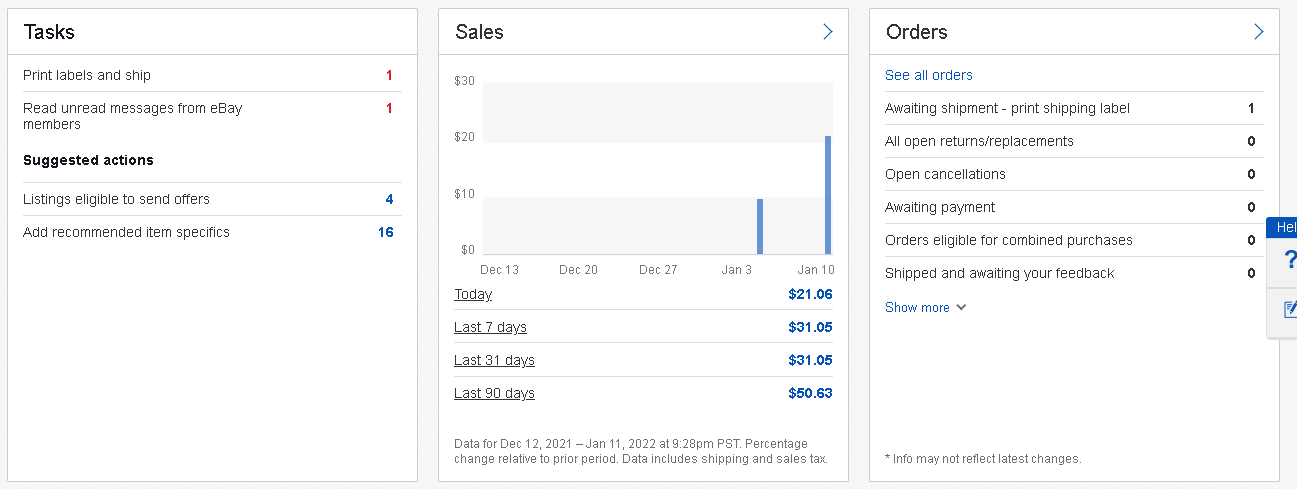 Tasks
Print labels and ship 1
Read unread messages from eBay 1
members
Suggested actions
Listings eligible to send offers 4
Add recommended item specifics 16
Sales
$30
$20
$10
$0
Dec 13 Dec 20 Dec 27 Jan 3 Jan 10
Today $21.06
Last 7 days $31.05
Last 31 days $31.05
Last 90 days $50.63
Data for Dec 12, 2021 – Jan 11, 2022 at 9:28pm PST. Percentage
change relative to prior period. Data includes shipping and sales tax.
Orders
See all orders
Awaiting shipment - print shipping label 1
All open returns/replacements 0
Open cancellations 0
Awaiting payment 0
Orders eligible for combined purchases 0
Shipped and awaiting your feedback 0
Show more
* Info may not reflect latest changes.
Hel
?